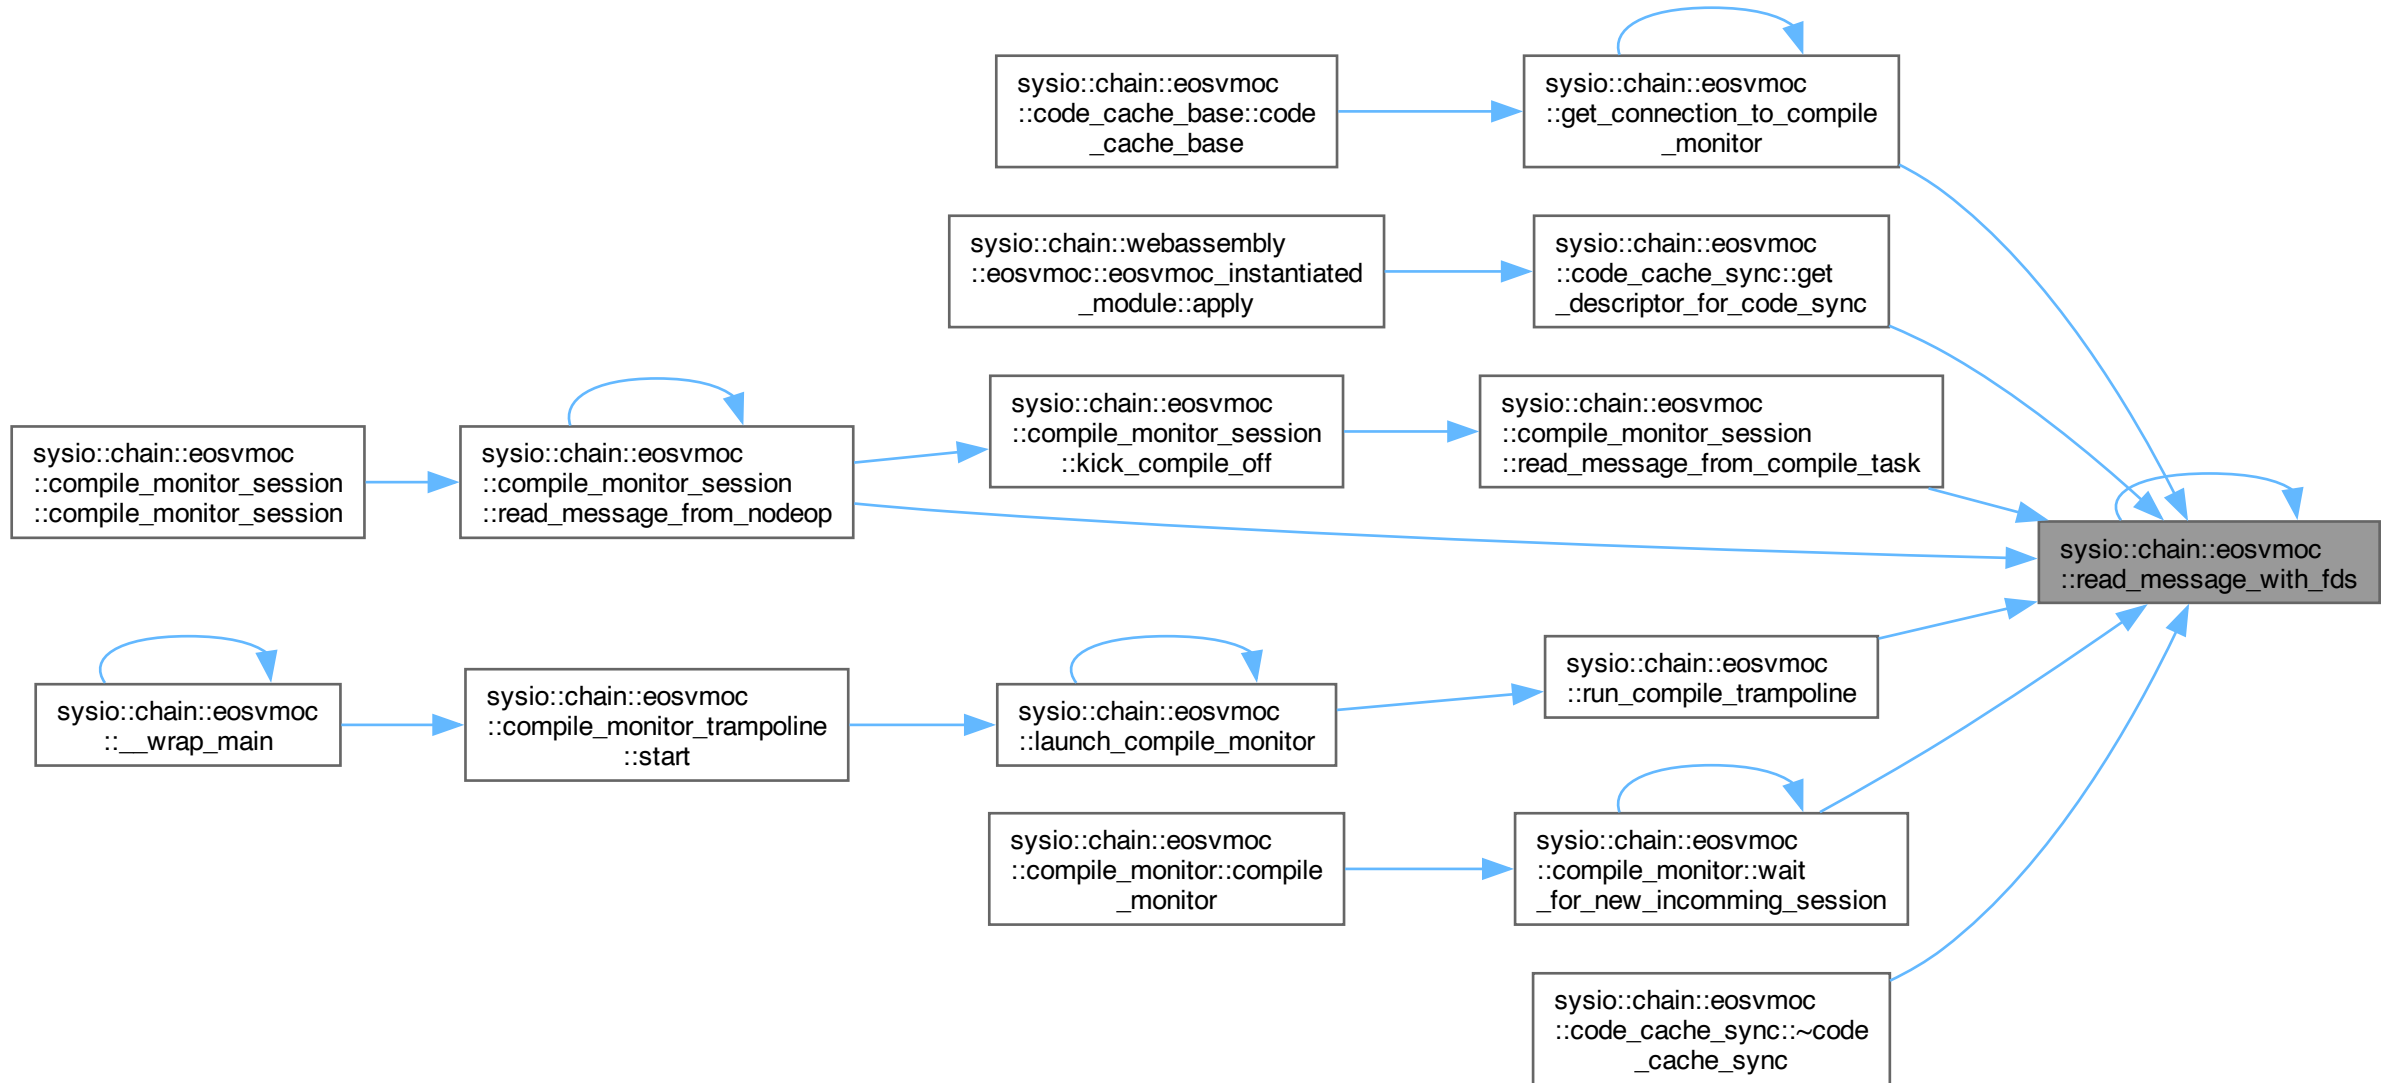 sysio::chain::eosvmoc
::code_cache_base::code
_cache_base
sysio::chain::eosvmoc
::get_connection_to_compile
_monitor
sysio::chain::webassembly
::eosvmoc::eosvmoc_instantiated
_module::apply
sysio::chain::eosvmoc
::code_cache_sync::get
_descriptor_for_code_sync
sysio::chain::eosvmoc
::compile_monitor_session
::compile_monitor_session
sysio::chain::eosvmoc
::compile_monitor_session
::read_message_from_nodeop
sysio::chain::eosvmoc
::compile_monitor_session
::kick_compile_off
sysio::chain::eosvmoc
::compile_monitor_session
::read_message_from_compile_task
sysio::chain::eosvmoc
::read_message_with_fds
sysio::chain::eosvmoc
::__wrap_main
sysio::chain::eosvmoc
::compile_monitor_trampoline
::start
sysio::chain::eosvmoc
::launch_compile_monitor
sysio::chain::eosvmoc
::run_compile_trampoline
sysio::chain::eosvmoc
::compile_monitor::compile
_monitor
sysio::chain::eosvmoc
::compile_monitor::wait
_for_new_incomming_session
sysio::chain::eosvmoc
::code_cache_sync::~code
_cache_sync